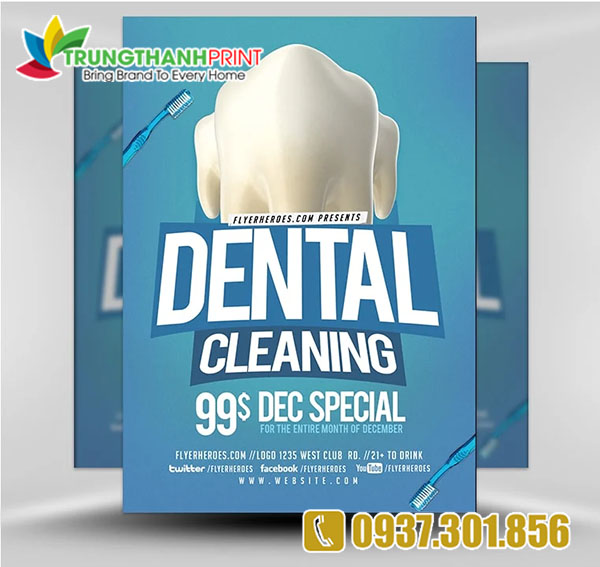 TRUNGTHANHPRINT
Bring Brand To Every Home
FLYERHEROES.COM PRESENTS
DENTAL
CLEANING
99$ DEC SPECIAL
FOR THE ENTIRE MONTH OF DECEMBER
FLYERHEROES.COM //LOGO 1235 WEST CLUB RD. //21+ TO DRINK
twitter /FLYERHEROES facebook /FLYERHEROES YouTube /FLYERHEROES
WWW.WEBSITE.COM
0937.301.856